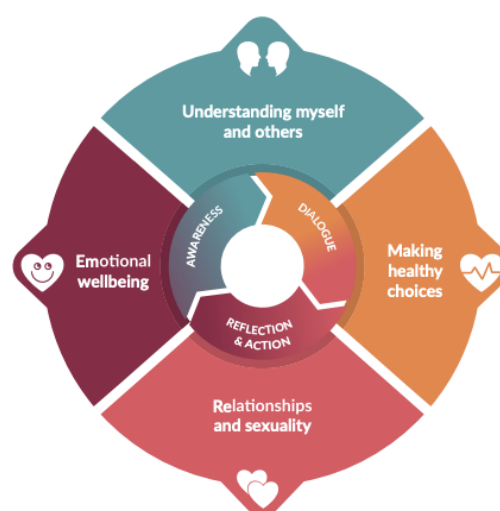 Understanding myself
and others
AWARENESS
DIALOGUE
Emotional
wellbeing
Making
healthy
choices
REFLECTION
& ACTION
Relationships
and sexuality